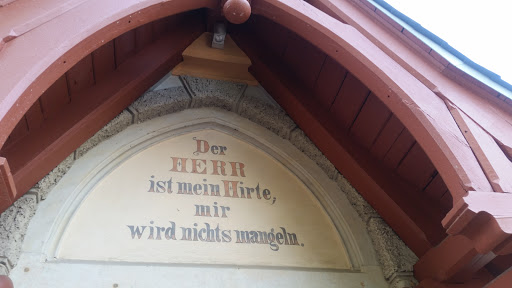 Der
HERR
ist mein Hirte,
mir
wird nichts mangeln.